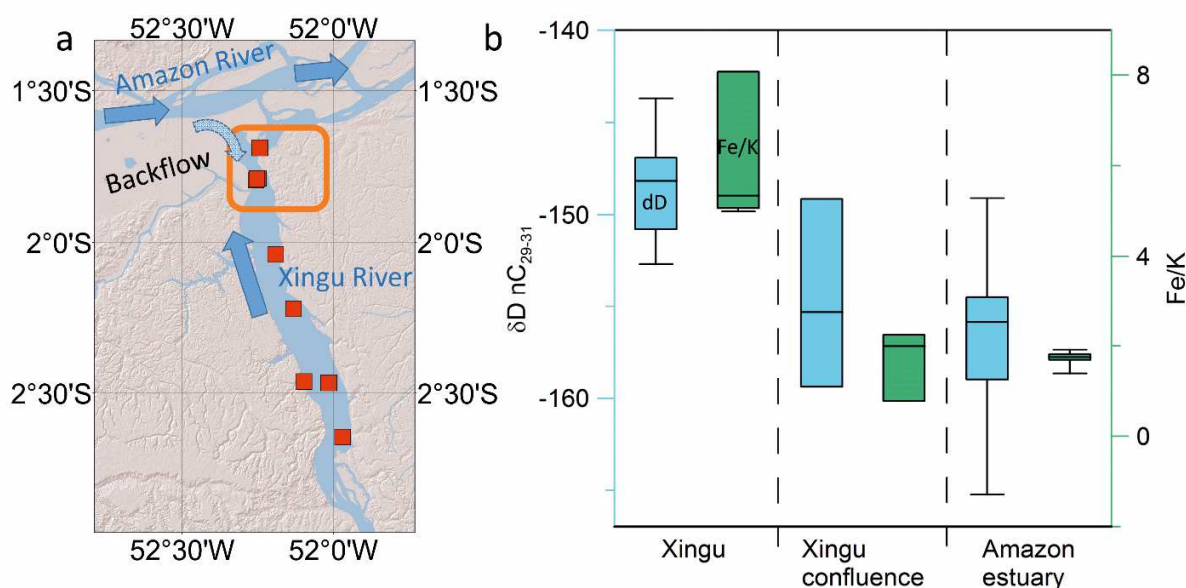 a
52°30'W
52°0'W
Amazon River
1°30'S
1°30'S
Backflow
2°0'S
2°0'S
Xingu River
2°30'S
2°30'S
52°30'W
52°0'W
b
-140
-150
-160
δD nC29-31
dD
Fe/K
8
4
0
Fe/K
Xingu
Xingu
confluence
Amazon
estuary